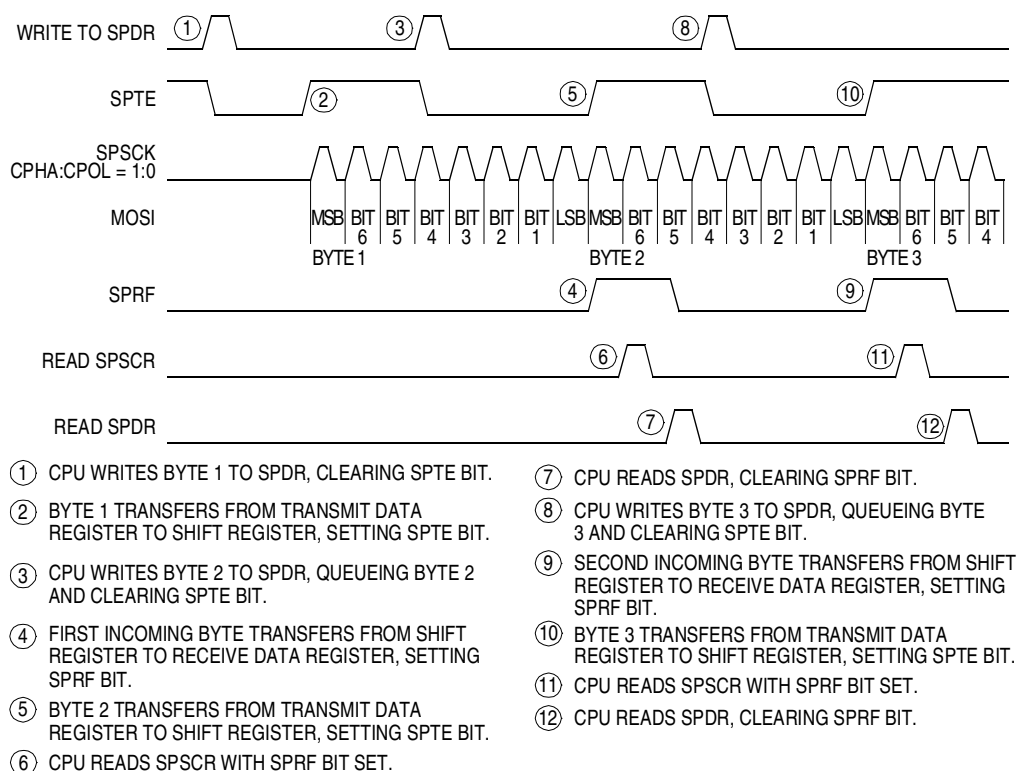 WRITE TO SPDR 1 3 8
SPTE 2 5 10
SPSCK
CPHA:CPOL = 1:0
MOSI MSB BIT BIT BIT BIT BIT BIT LSB MSB BIT BIT BIT BIT BIT BIT LSB MSB BIT BIT BIT
6 5 4 3 2 1 6 5 4 3 2 1 6 5 4
BYTE 1 BYTE 2 BYTE 3
SPRF 4 9
READ SPSCR 6 11
READ SPDR 7 12
1 CPU WRITES BYTE 1 TO SPDR, CLEARING SPTE BIT.
2 BYTE 1 TRANSFERS FROM TRANSMIT DATA
REGISTER TO SHIFT REGISTER, SETTING SPTE BIT.
3 CPU WRITES BYTE 2 TO SPDR, QUEUEING BYTE 2
AND CLEARING SPTE BIT.
4 FIRST INCOMING BYTE TRANSFERS FROM SHIFT
REGISTER TO RECEIVE DATA REGISTER, SETTING
SPRF BIT.
5 BYTE 2 TRANSFERS FROM TRANSMIT DATA
REGISTER TO SHIFT REGISTER, SETTING SPTE BIT.
6 CPU READS SPSCR WITH SPRF BIT SET.
7 CPU READS SPDR, CLEARING SPRF BIT.
8 CPU WRITES BYTE 3 TO SPDR, QUEUEING BYTE
3 AND CLEARING SPTE BIT.
9 SECOND INCOMING BYTE TRANSFERS FROM SHIFT
REGISTER TO RECEIVE DATA REGISTER, SETTING
SPRF BIT.
10 BYTE 3 TRANSFERS FROM TRANSMIT DATA
REGISTER TO SHIFT REGISTER, SETTING SPTE BIT.
11 CPU READS SPSCR WITH SPRF BIT SET.
12 CPU READS SPDR, CLEARING SPRF BIT.